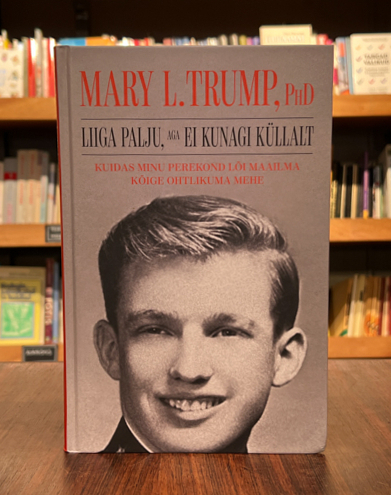 MARY L. TRUMP, PHD
LIIGA PALJU, AGA EI KUNAGI KÜLLALT
KUIDAS MINU PEREKOND LÕI MAAILMA
KÕIGE OHTLIKUMA MEHE